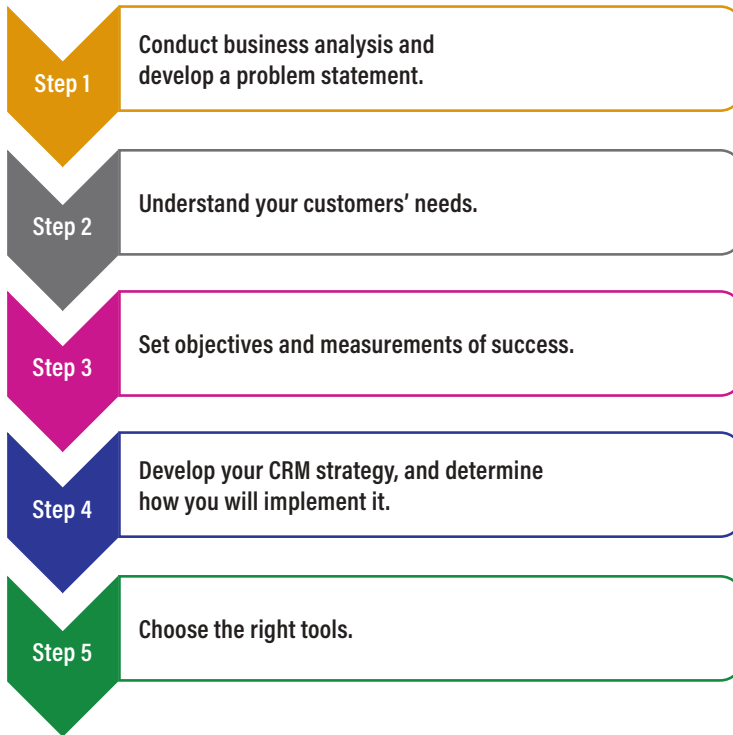 Step 1
Conduct business analysis and
develop a problem statement.
Step 2
Understand your customers’ needs.
Step 3
Set objectives and measurements of success.
Step 4
Develop your CRM strategy, and determine
how you will implement it.
Step 5
Choose the right tools.